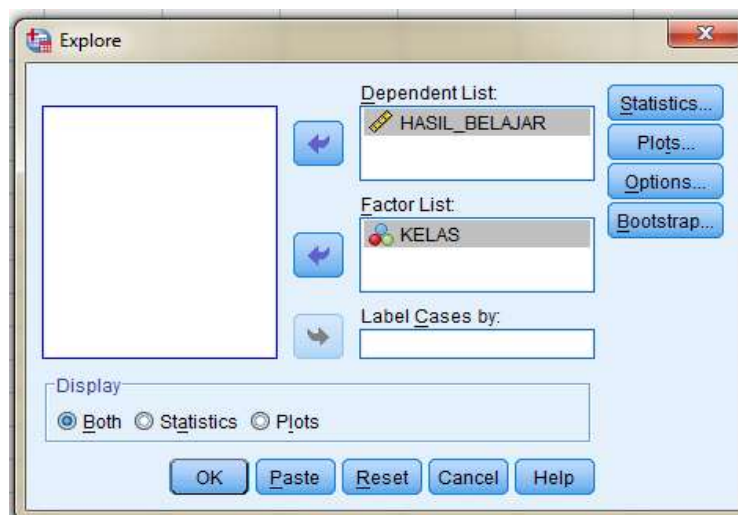 Explore
Dependent List:
HASIL_BELAJAR
Factor List:
KELAS
Label Cases by:
Statistics...
Plots...
Options...
Bootstrap...
Display
Both Statistics Plots
OK Paste Reset Cancel Help